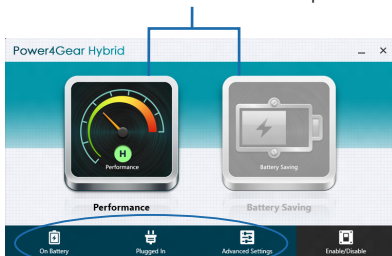 Power4Gear Hybrid
H
Performance
Battery Saving
Performance
Battery Saving
On Battery
Plugged In
Advanced Settings
Enable/Disable